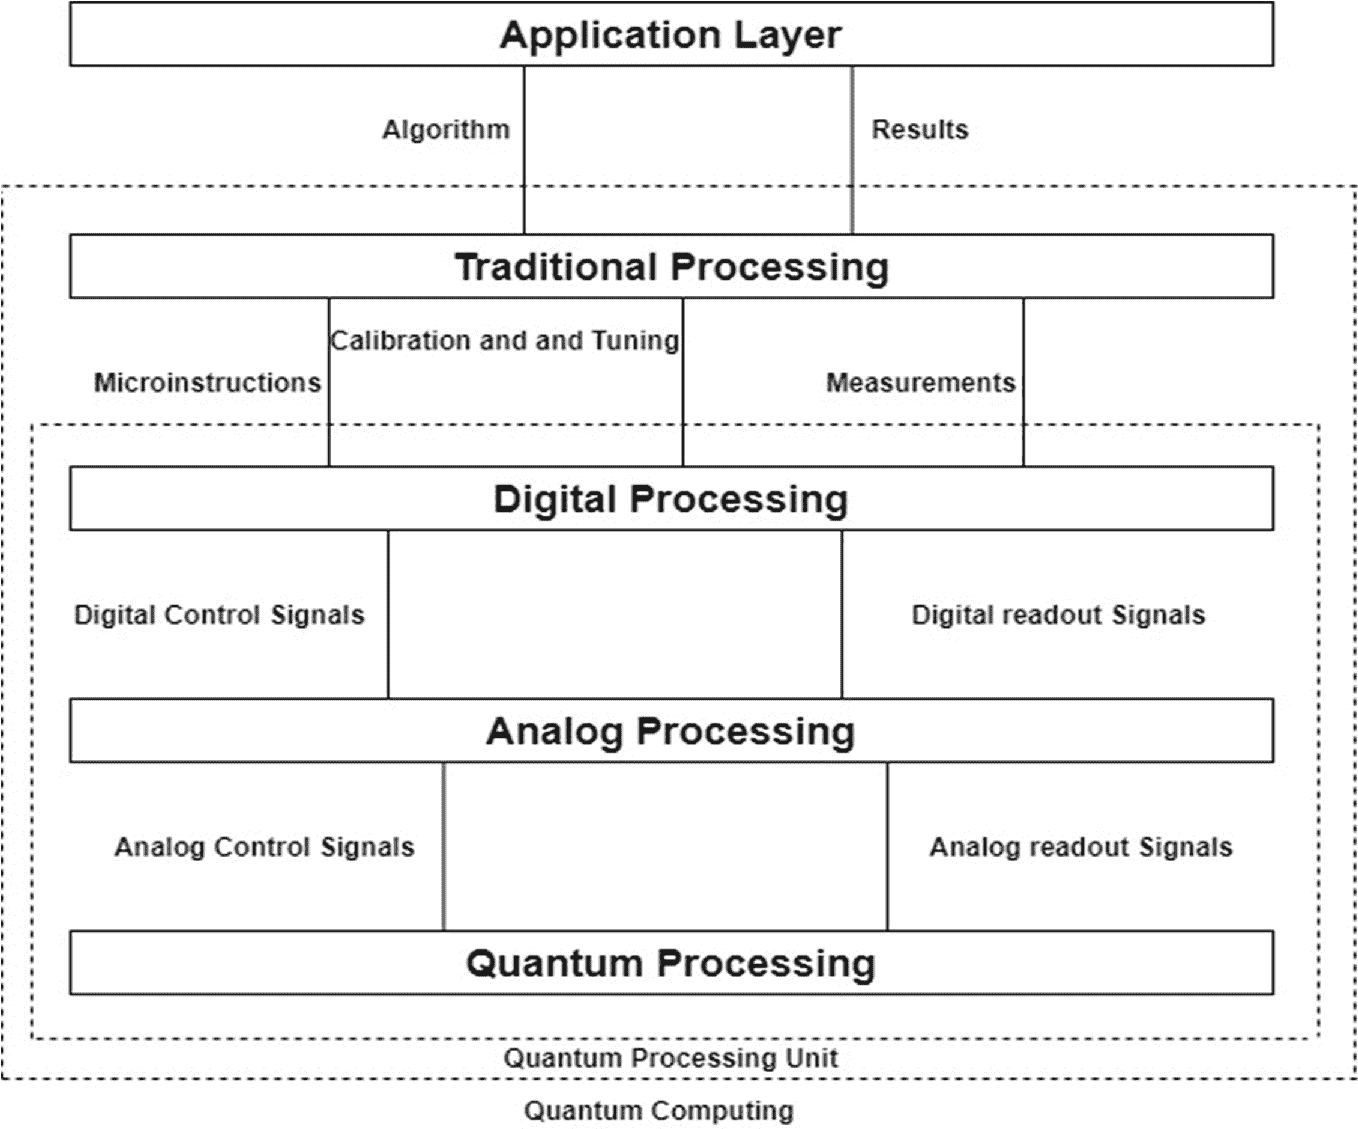 Application Layer
Algorithm
Results
Traditional Processing
Calibration and and Tuning
Microinstructions
Measurements
Digital Processing
Digital Control Signals
Digital readout Signals
Analog Processing
Analog Control Signals
Analog readout Signals
Quantum Processing
Quantum Processing Unit
Quantum Computing